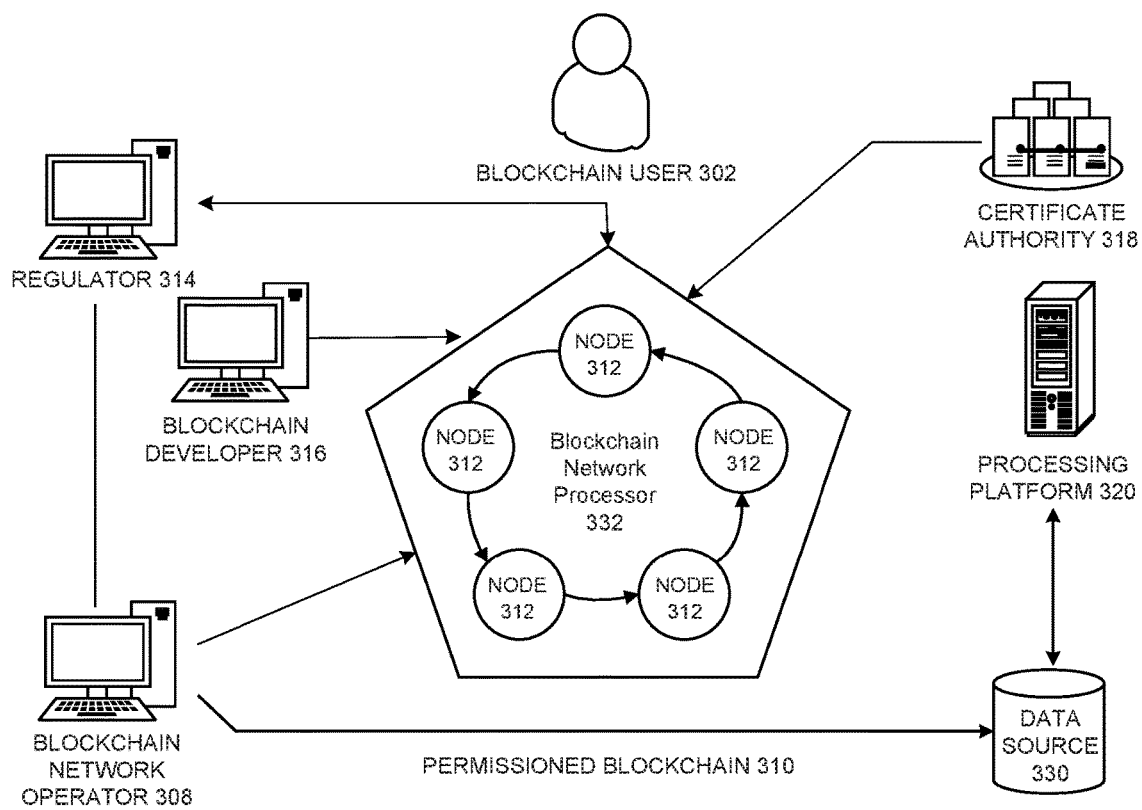 BLOCKCHAIN USER 302
CERTIFICATE
AUTHORITY 318
REGULATOR 314
BLOCKCHAIN
DEVELOPER 316
NODE
312
NODE
312
NODE
312
Blockchain
Network
Processor
332
NODE
312
NODE
312
PROCESSING
PLATFORM 320
BLOCKCHAIN
NETWORK
OPERATOR 308
PERMISSIONED BLOCKCHAIN 310
DATA
SOURCE
330